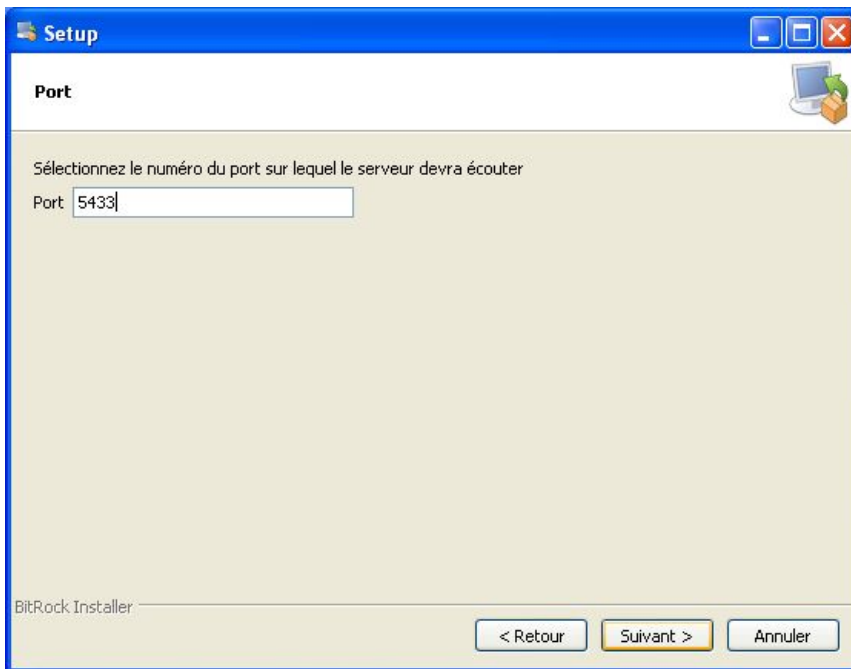 Setup
Port
Sélectionnez le numéro du port sur lequel le serveur devra écouter
Port 5433
BitRock Installer
< Retour Suivant > Annuler